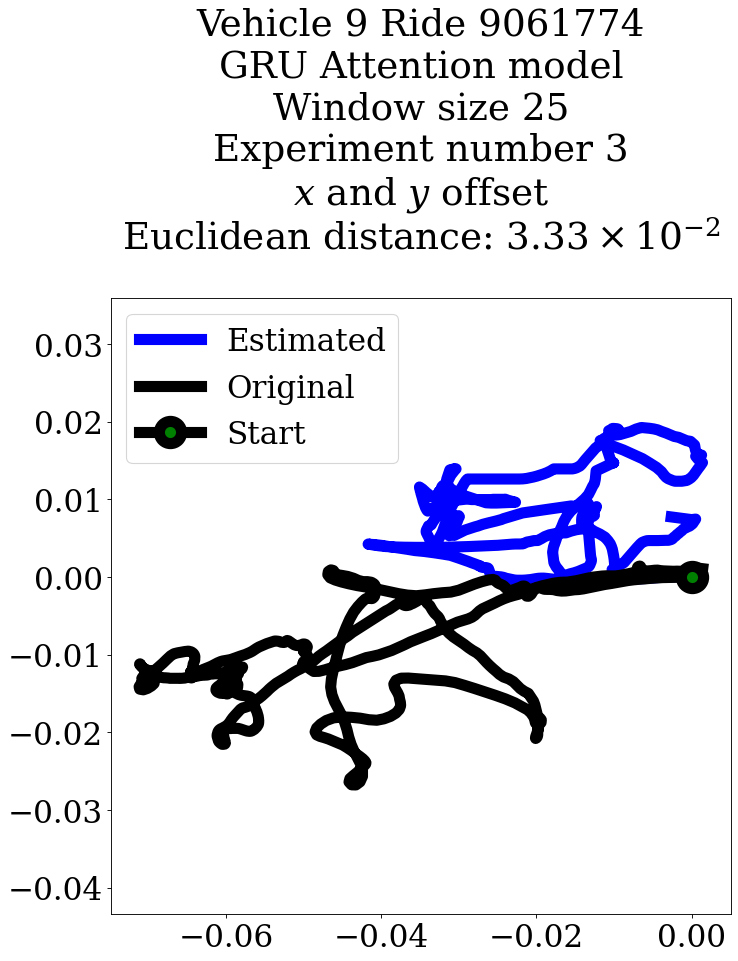 Vehicle 9 Ride 9061774
GRU Attention model
Window size 25
Experiment number 3
x and y offset
Euclidean distance: 3.33 × 10⁻²
Estimated
Original
Start
0.03
0.02
0.01
0.00
−0.01
−0.02
−0.03
−0.04
−0.06 −0.04 −0.02 0.00